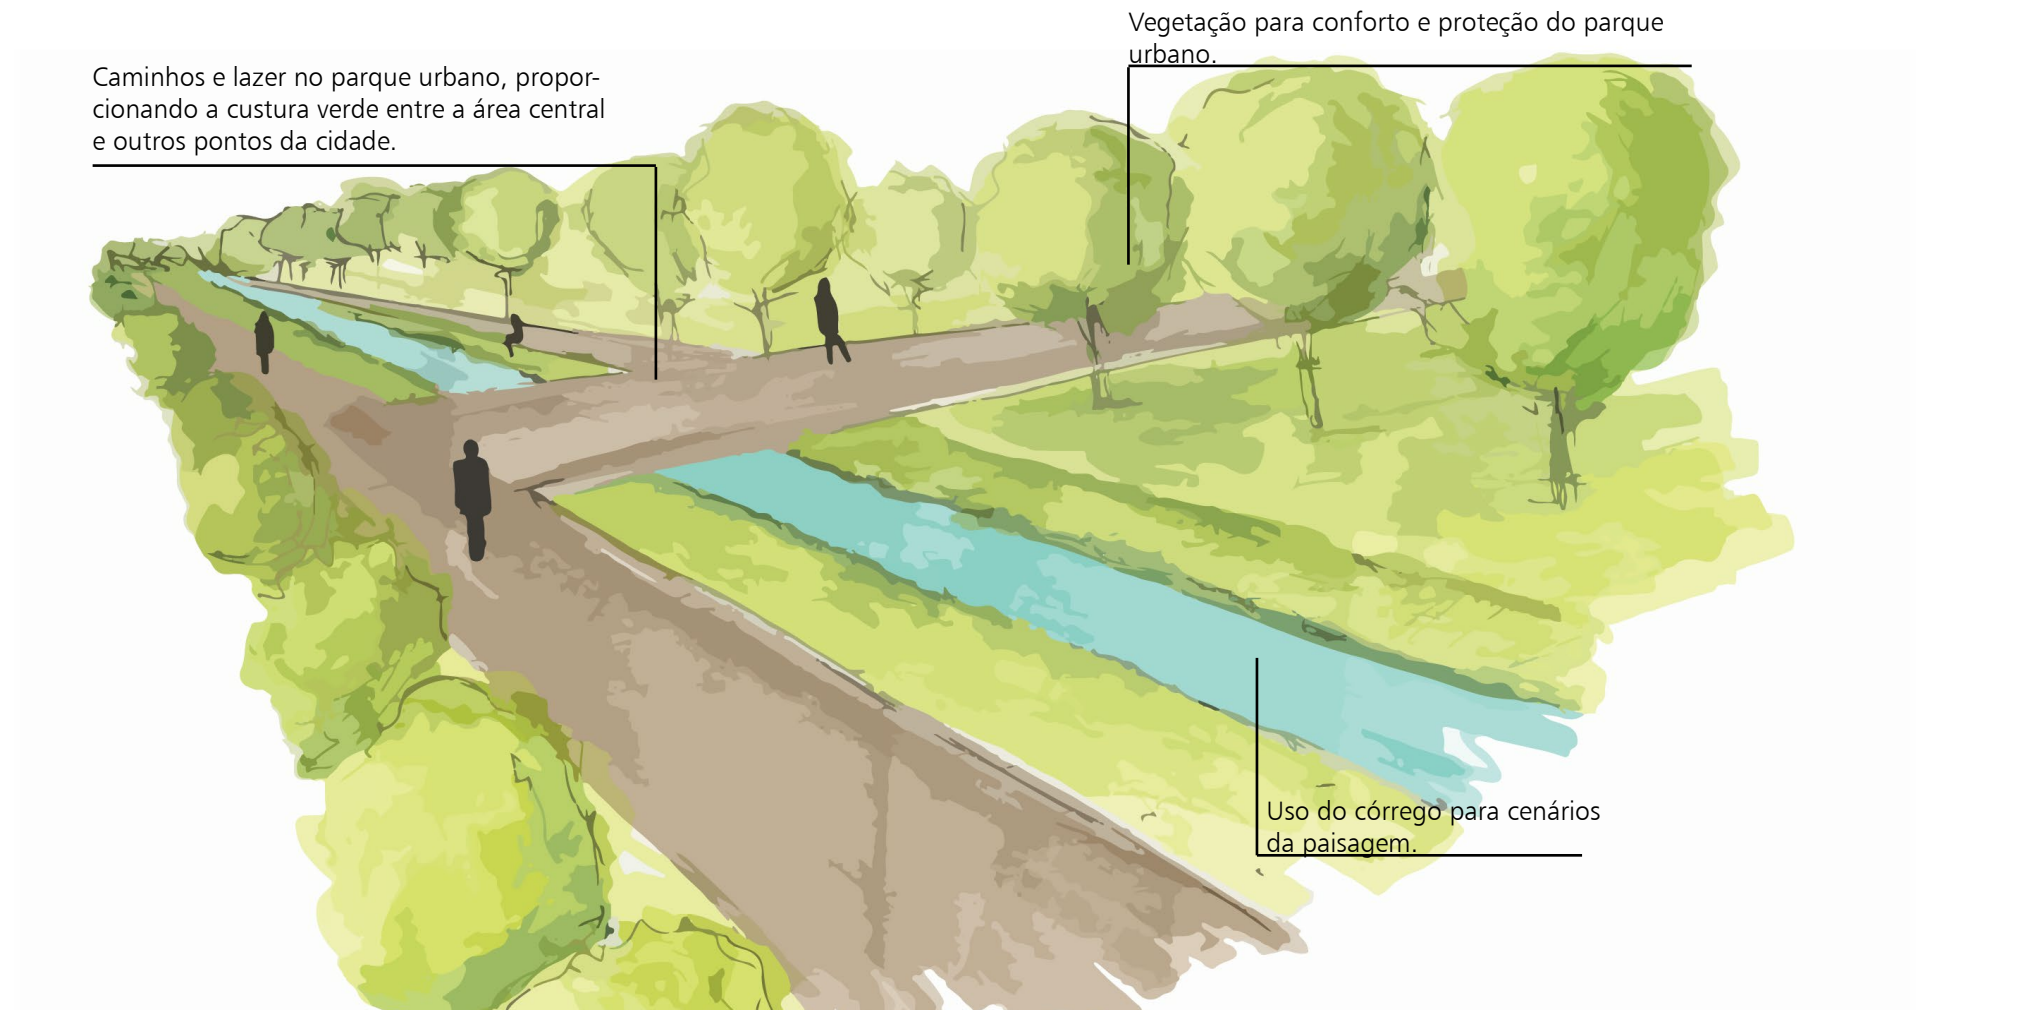 Vegetação para conforto e proteção do parque
urbano.
Caminhos e lazer no parque urbano, propor-
cionando a custura verde entre a área central
e outros pontos da cidade.
Uso do córrego para cenários
da paisagem.